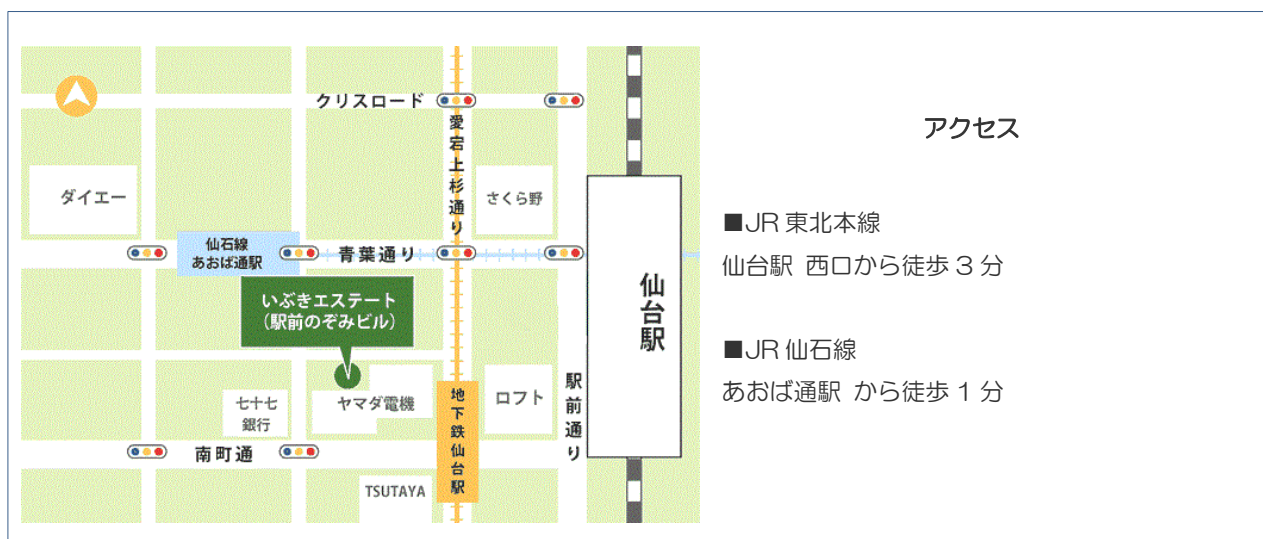 クリスロード
愛宕上杉通り
ダイエー
さくら野
仙石線
あおば通駅
青葉通り
いぶきエステート
（駅前のぞみビル）
仙台駅
七十七
銀行
ヤマダ電機
地下鉄仙台駅
ロフト
駅前通り
南町通
TSUTAYA
アクセス
■JR 東北本線
仙台駅 西口から徒歩 3 分
■JR 仙石線
あおば通駅 から徒歩 1 分